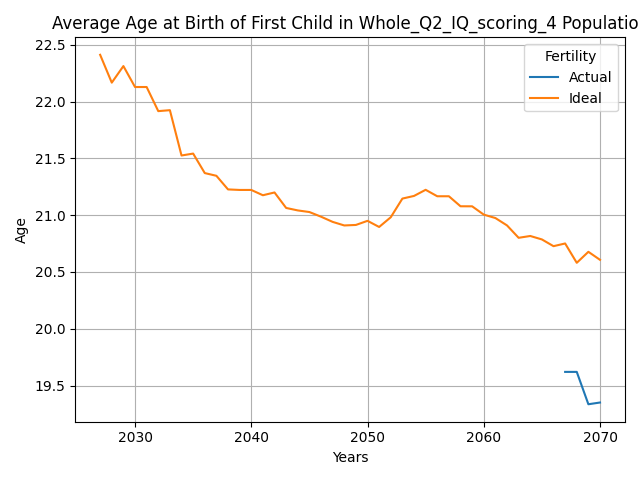 Average Age at Birth of First Child in Whole_Q2_IQ_scoring_4 Populatio
Fertility
Actual
Ideal
22.5
22.0
21.5
21.0
20.5
20.0
19.5
Age
2030 2040 2050 2060 2070
Years